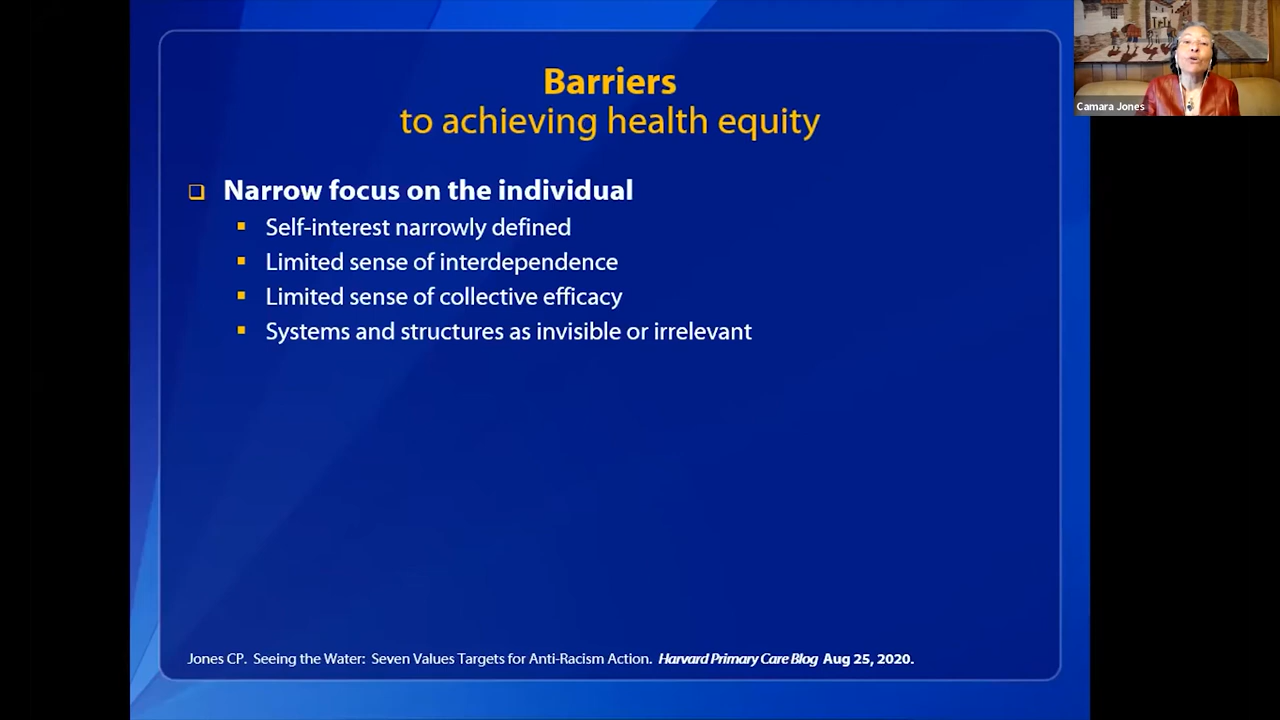 Barriers
to achieving health equity
Camara Jones
❑ Narrow focus on the individual
▪ Self-interest narrowly defined
▪ Limited sense of interdependence
▪ Limited sense of collective efficacy
▪ Systems and structures as invisible or irrelevant
Jones CP. Seeing the Water: Seven Values Targets for Anti-Racism Action. Harvard Primary Care Blog Aug 25, 2020.